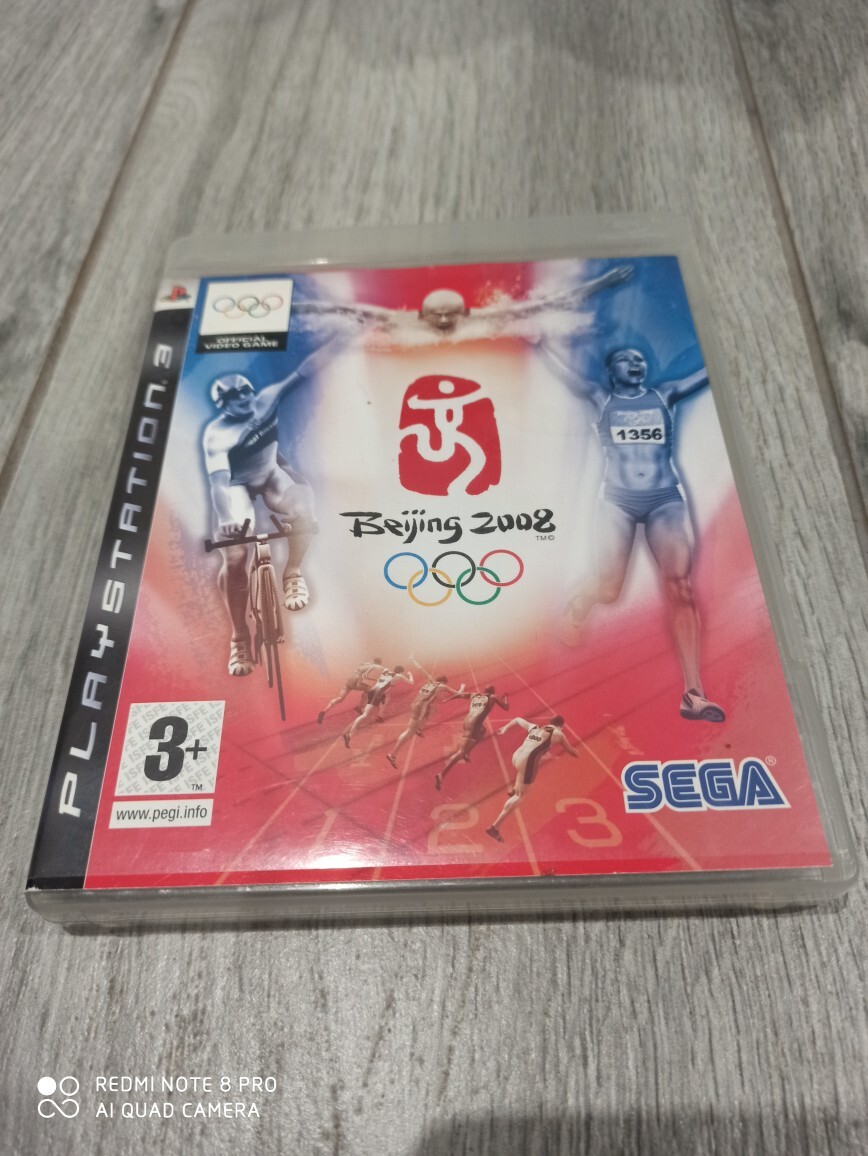 PLAYSTATION 3
OFFICIAL
VIDEO GAME
1356
Beijing 2008
TM©
3+
TM
www.pegi.info
1 2 3
SEGA®
REDMI NOTE 8 PRO
AI QUAD CAMERA